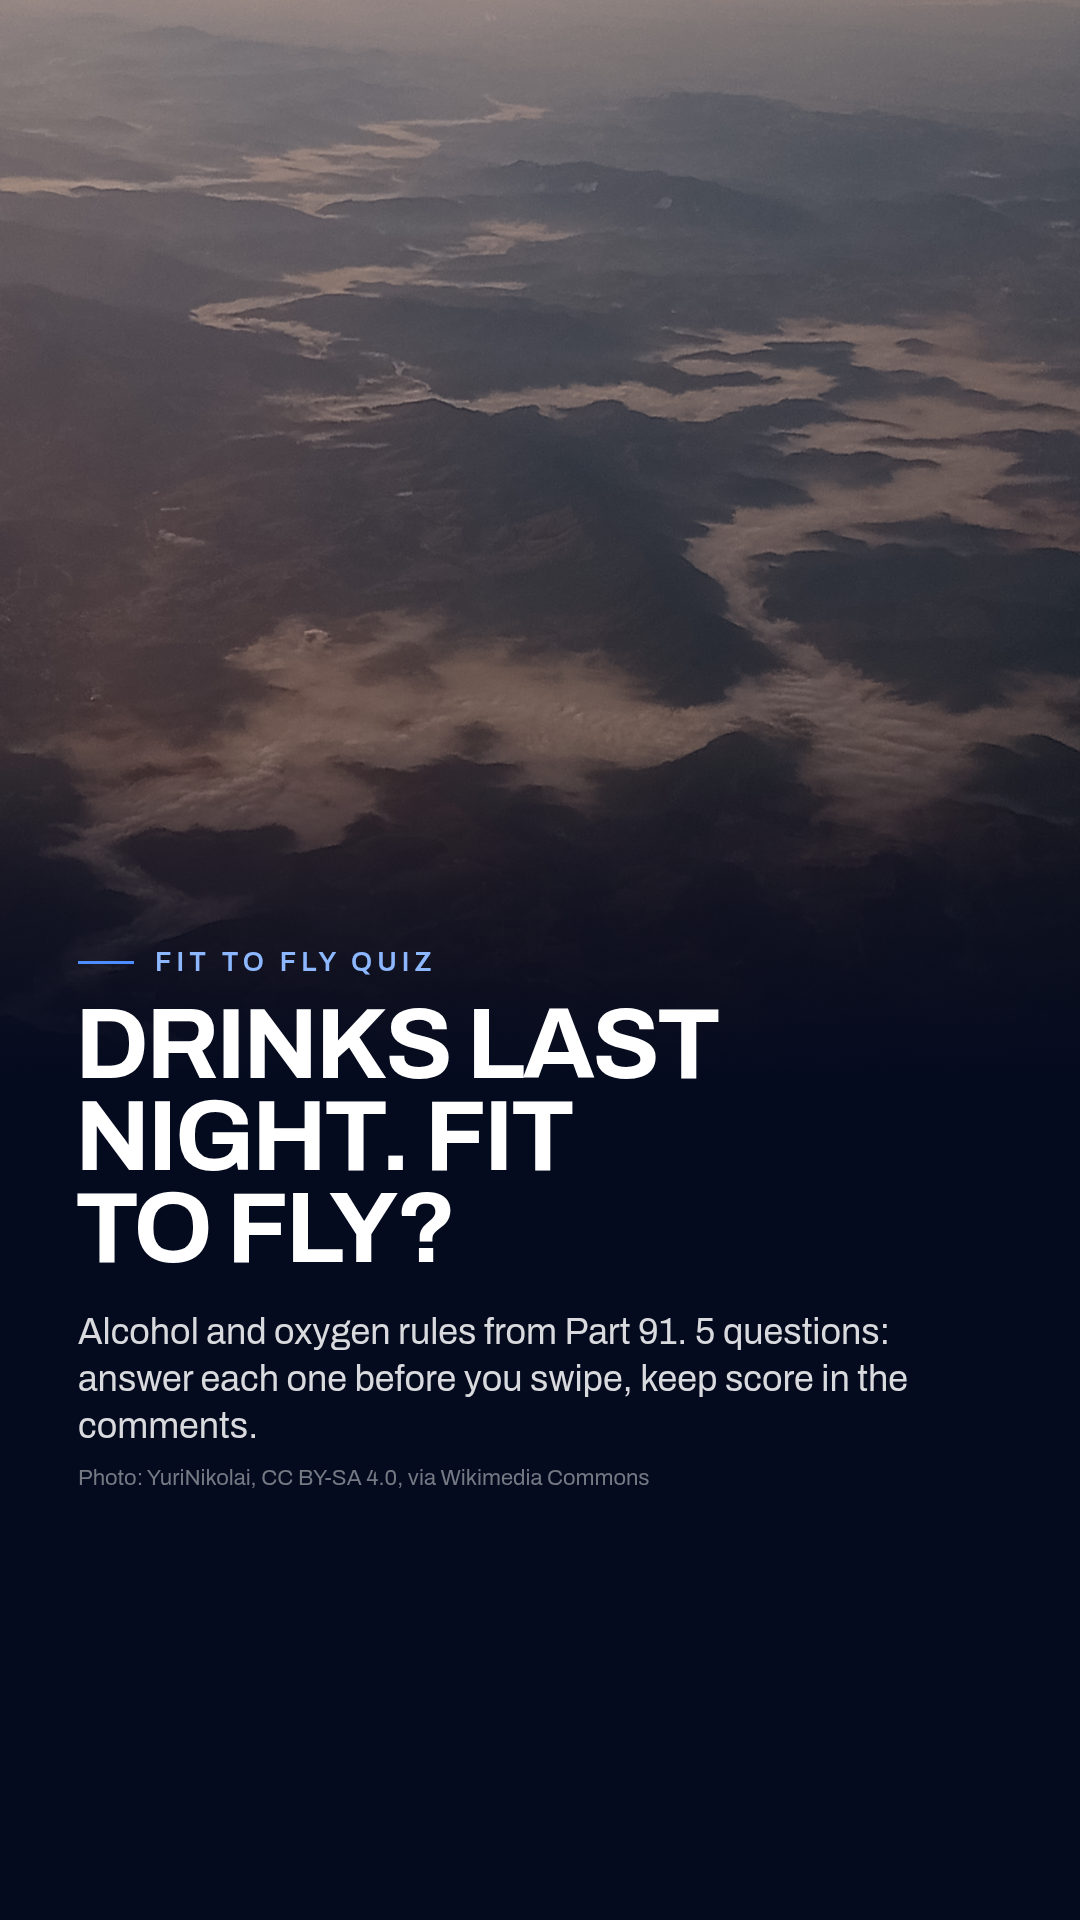 FIT TO FLY QUIZ
DRINKS LAST
NIGHT. FIT
TO FLY?
Alcohol and oxygen rules from Part 91. 5 questions:
answer each one before you swipe, keep score in the
comments.
Photo: YuriNikolai, CC BY-SA 4.0, via Wikimedia Commons